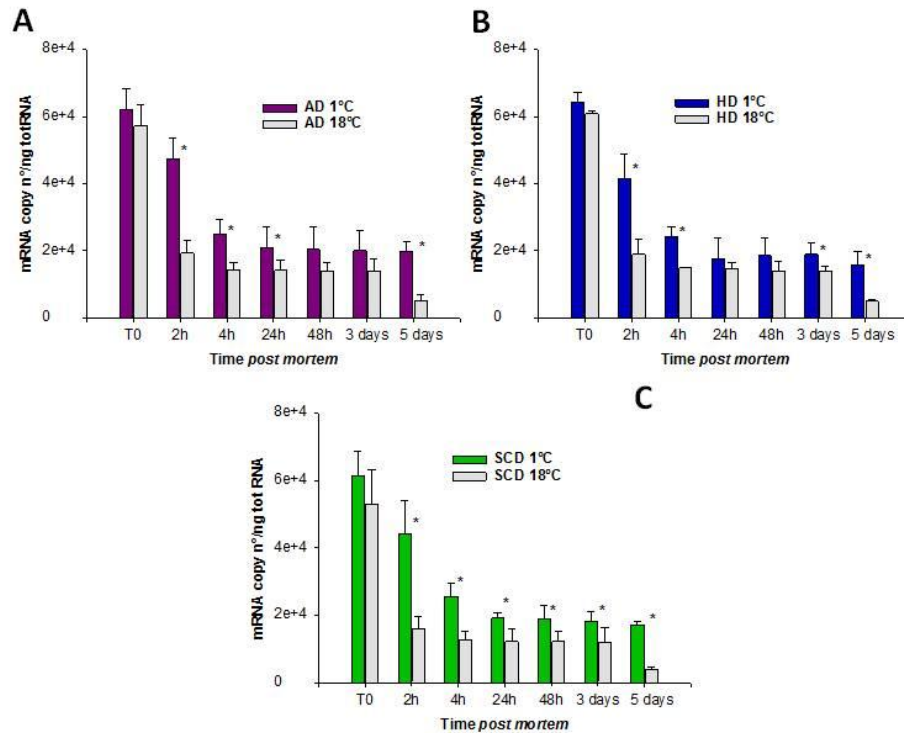 A
8e+4
6e+4
4e+4
2e+4
0
mRNA copy n°/ng totRNA
AD 1°C
AD 18°C
*
*
*
*
T0 2h 4h 24h 48h 3 days 5 days
Time post mortem
B
8e+4
6e+4
4e+4
2e+4
0
mRNA copy n°/ng totRNA
HD 1°C
HD 18°C
*
*
*
*
T0 2h 4h 24h 48h 3 days 5 days
Time post mortem
C
8e+4
6e+4
4e+4
2e+4
0
mRNA copy n°/ng tot RNA
SCD 1°C
SCD 18°C
*
*
*
*
*
*
T0 2h 4h 24h 48h 3 days 5 days
Time post mortem